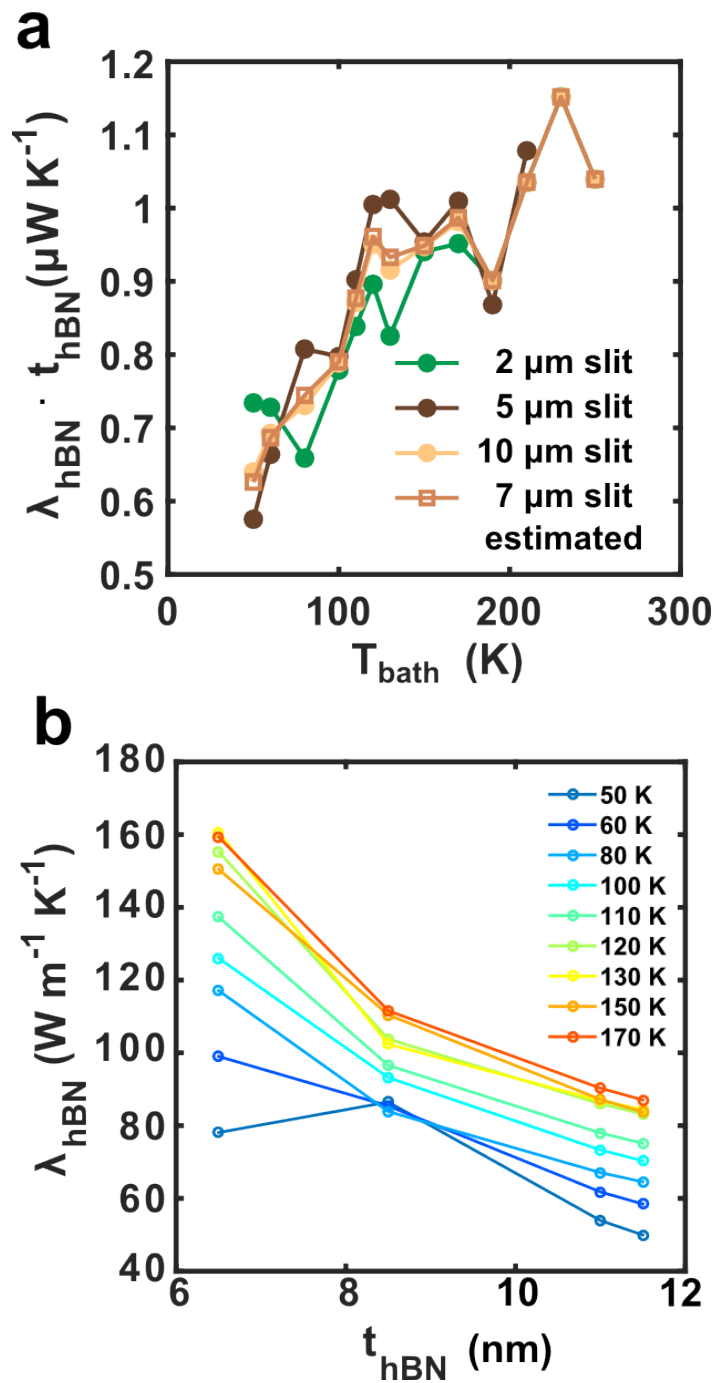 a
λhBN · thBN(μW K-1)
1.2
1.1
1
0.9
0.8
0.7
0.6
0.5
2 μm slit
5 μm slit
10 μm slit
7 μm slit
estimated
0 100 200 300
Tbath (K)
b
λhBN (W m-1 K-1)
180
160
140
120
100
80
60
40
50 K
60 K
80 K
100 K
110 K
120 K
130 K
150 K
170 K
6 8 10 12
thBN (nm)